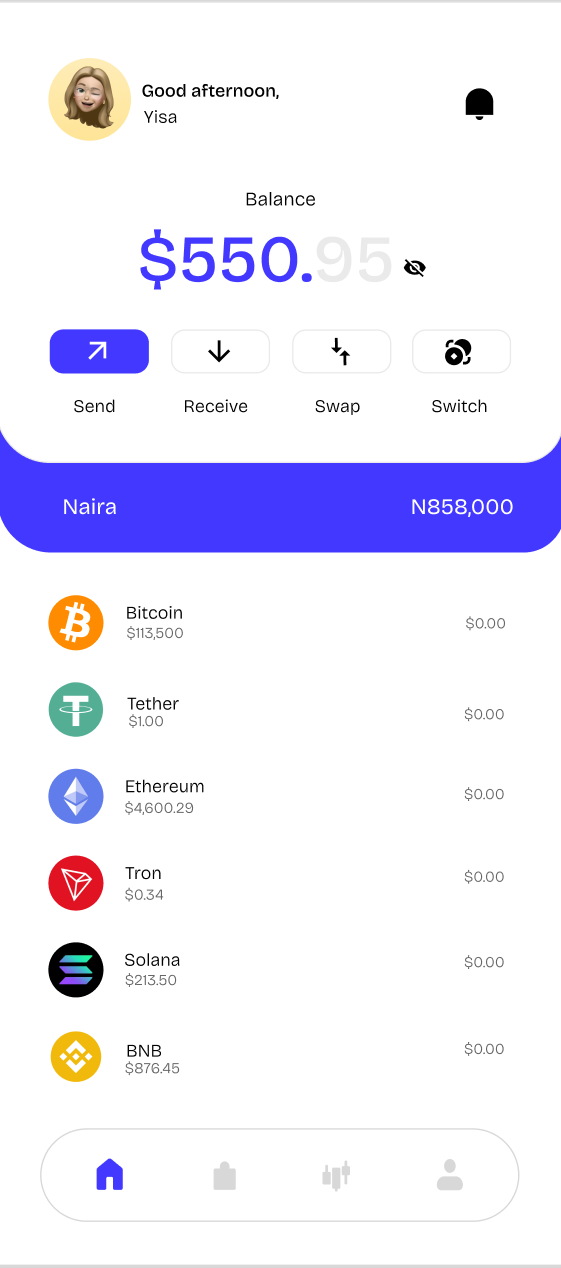 Good afternoon,
Yisa
Balance
$550.95
Send Receive Swap Switch
Naira N858,000
Bitcoin
$113,500 $0.00
Tether
$1.00 $0.00
Ethereum
$4,600.29 $0.00
Tron
$0.34 $0.00
Solana
$213.50 $0.00
BNB
$876.45 $0.00